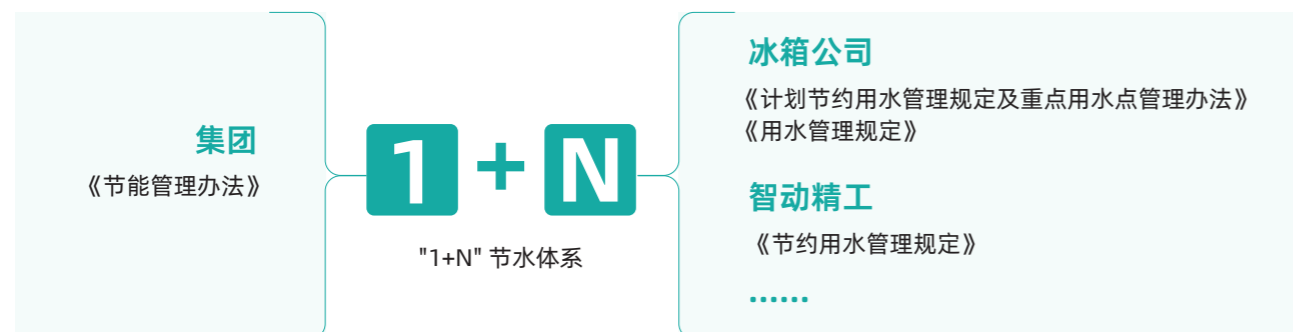 集团
《节能管理办法》
1+N
"1+N" 节水体系
冰箱公司
《计划节约用水管理规定及重点用水点管理办法》
《用水管理规定》
智动精工
《节约用水管理规定》
......